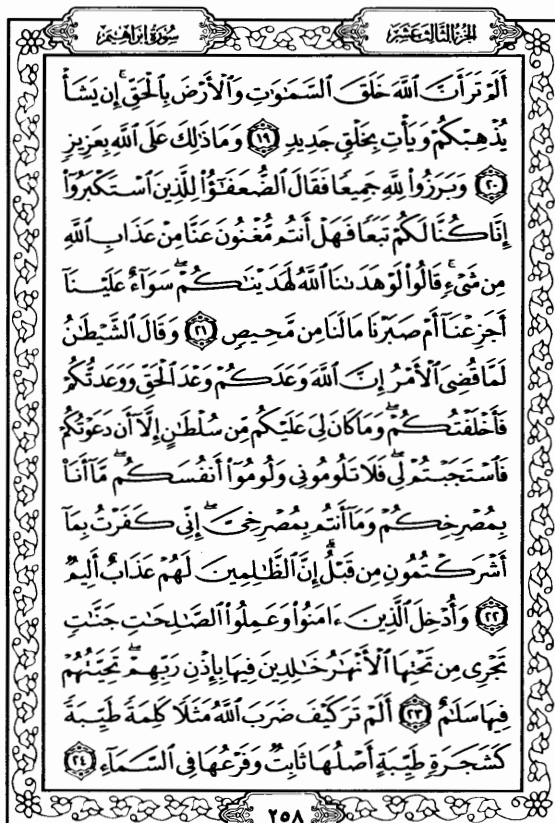 سورة إبراهيم
الجزء الثالث عشر
أَلَمْ تَرَ أَنَّ ٱللَّهَ خَلَقَ ٱلسَّمَٰوَٰتِ وَٱلْأَرْضَ بِٱلْحَقِّ ۚ إِن يَشَأْ
يُذْهِبْكُمْ وَيَأْتِ بِخَلْقٍ جَدِيدٍ ١٩ وَمَا ذَٰلِكَ عَلَى ٱللَّهِ بِعَزِيزٍ
٢٠ وَبَرَزُوا۟ لِلَّهِ جَمِيعًا فَقَالَ ٱلضُّعَفَٰٓؤُا۟ لِلَّذِينَ ٱسْتَكْبَرُوٓا۟
إِنَّا كُنَّا لَكُمْ تَبَعًا فَهَلْ أَنتُم مُّغْنُونَ عَنَّا مِنْ عَذَابِ ٱللَّهِ
مِن شَىْءٍ ۚ قَالُوا۟ لَوْ هَدَىٰنَا ٱللَّهُ لَهَدَيْنَٰكُمْ ۖ سَوَآءٌ عَلَيْنَآ
أَجَزِعْنَآ أَمْ صَبَرْنَا مَا لَنَا مِن مَّحِيصٍ ٢١ وَقَالَ ٱلشَّيْطَٰنُ
لَمَّا قُضِىَ ٱلْأَمْرُ إِنَّ ٱللَّهَ وَعَدَكُمْ وَعْدَ ٱلْحَقِّ وَوَعَدتُّكُمْ
فَأَخْلَفْتُكُمْ ۖ وَمَا كَانَ لِىَ عَلَيْكُم مِّن سُلْطَٰنٍ إِلَّآ أَن دَعَوْتُكُمْ
فَٱسْتَجَبْتُمْ لِى ۖ فَلَا تَلُومُونِى وَلُومُوٓا۟ أَنفُسَكُم ۖ مَّآ أَنَا۠
بِمُصْرِخِكُمْ وَمَآ أَنتُم بِمُصْرِخِىَّ ۖ إِنِّى كَفَرْتُ بِمَآ
أَشْرَكْتُمُونِ مِن قَبْلُ ۗ إِنَّ ٱلظَّٰلِمِينَ لَهُمْ عَذَابٌ أَلِيمٌ
٢٢ وَأُدْخِلَ ٱلَّذِينَ ءَامَنُوا۟ وَعَمِلُوا۟ ٱلصَّٰلِحَٰتِ جَنَّٰتٍ
تَجْرِى مِن تَحْتِهَا ٱلْأَنْهَٰرُ خَٰلِدِينَ فِيهَا بِإِذْنِ رَبِّهِمْ ۖ تَحِيَّتُهُمْ
فِيهَا سَلَٰمٌ ٢٣ أَلَمْ تَرَ كَيْفَ ضَرَبَ ٱللَّهُ مَثَلًا كَلِمَةً طَيِّبَةً
كَشَجَرَةٍ طَيِّبَةٍ أَصْلُهَا ثَابِتٌ وَفَرْعُهَا فِى ٱلسَّمَآءِ ٢٤
٢٥٨